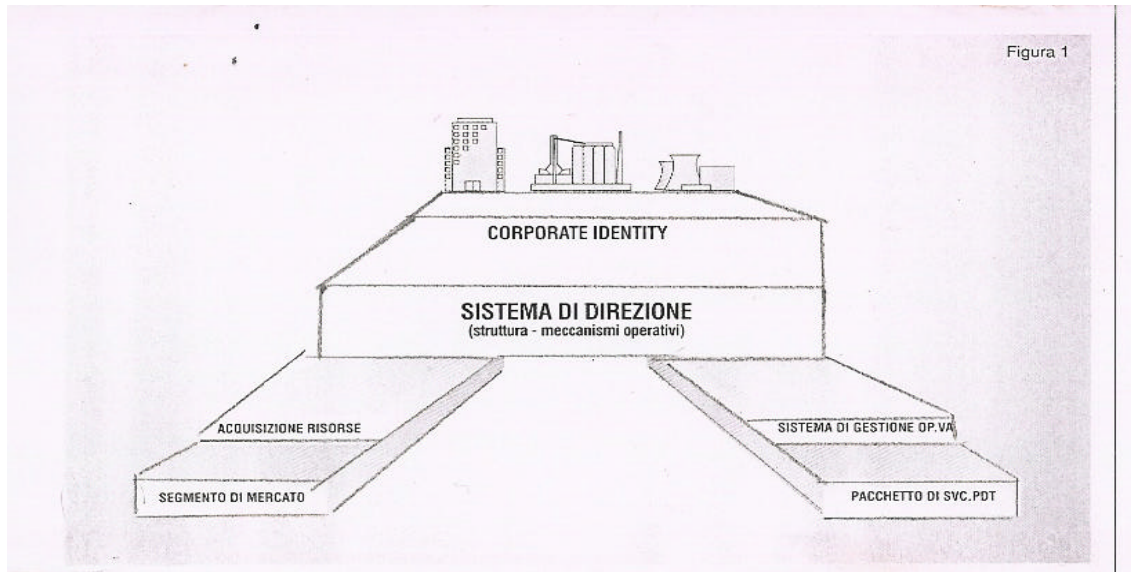 Figura 1
CORPORATE IDENTITY
SISTEMA DI DIREZIONE
(struttura - meccanismi operativi)
ACQUISIZIONE RISORSE
SISTEMA DI GESTIONE OP.VA
SEGMENTO DI MERCATO
PACCHETTO DI SVC.PDT